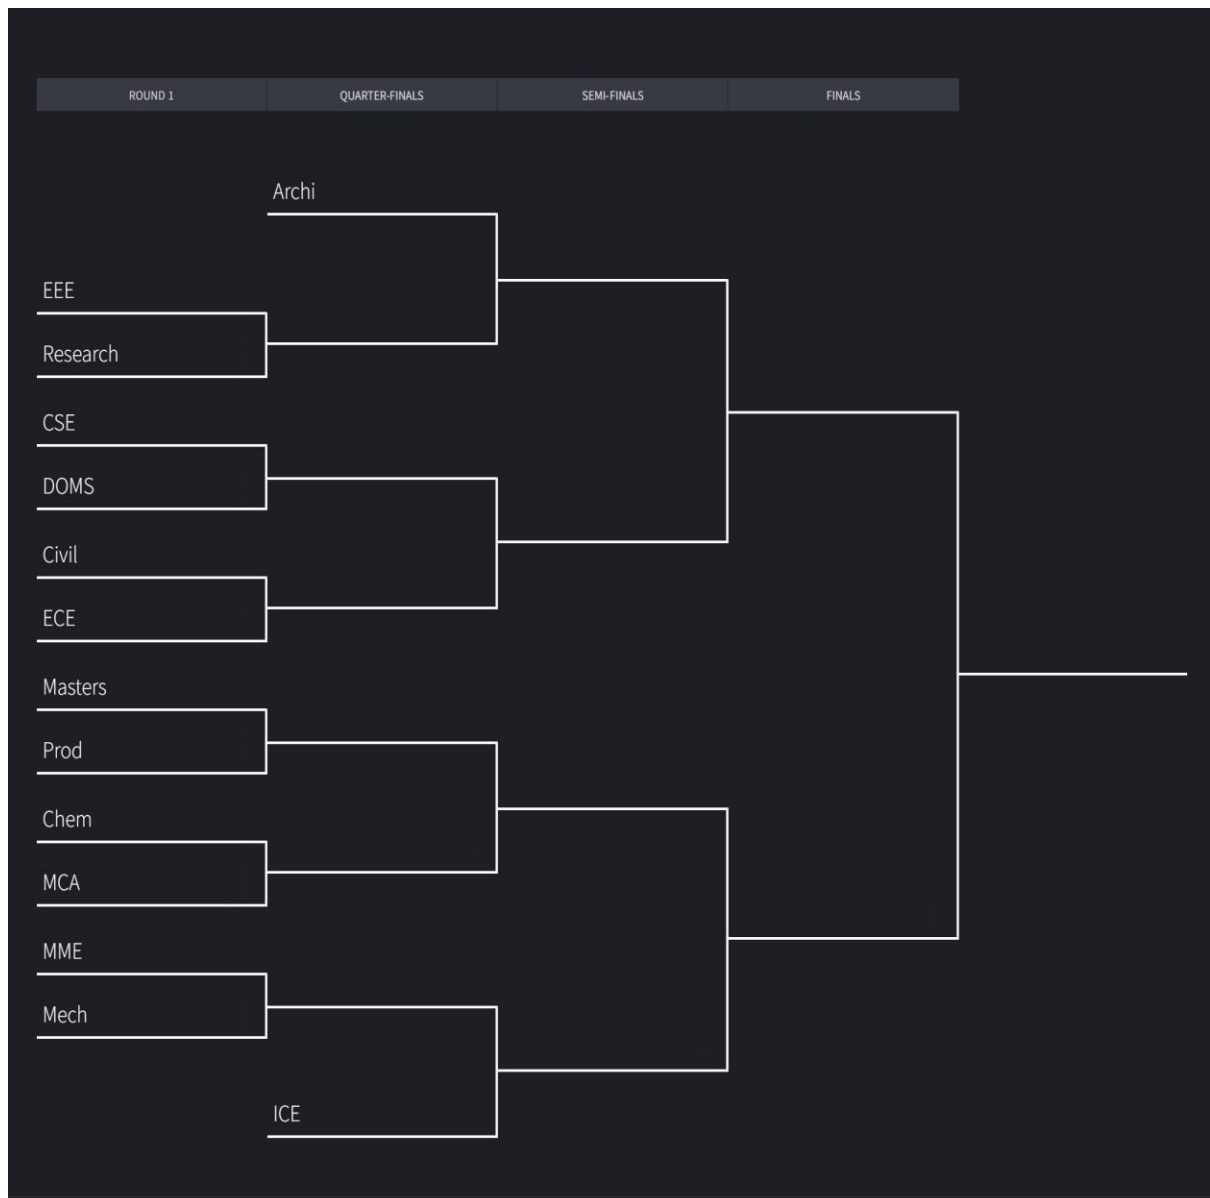 ROUND 1 QUARTER-FINALS SEMI-FINALS FINALS
Archi
EEE
Research
CSE
DOMS
Civil
ECE
Masters
Prod
Chem
MCA
MME
Mech
ICE